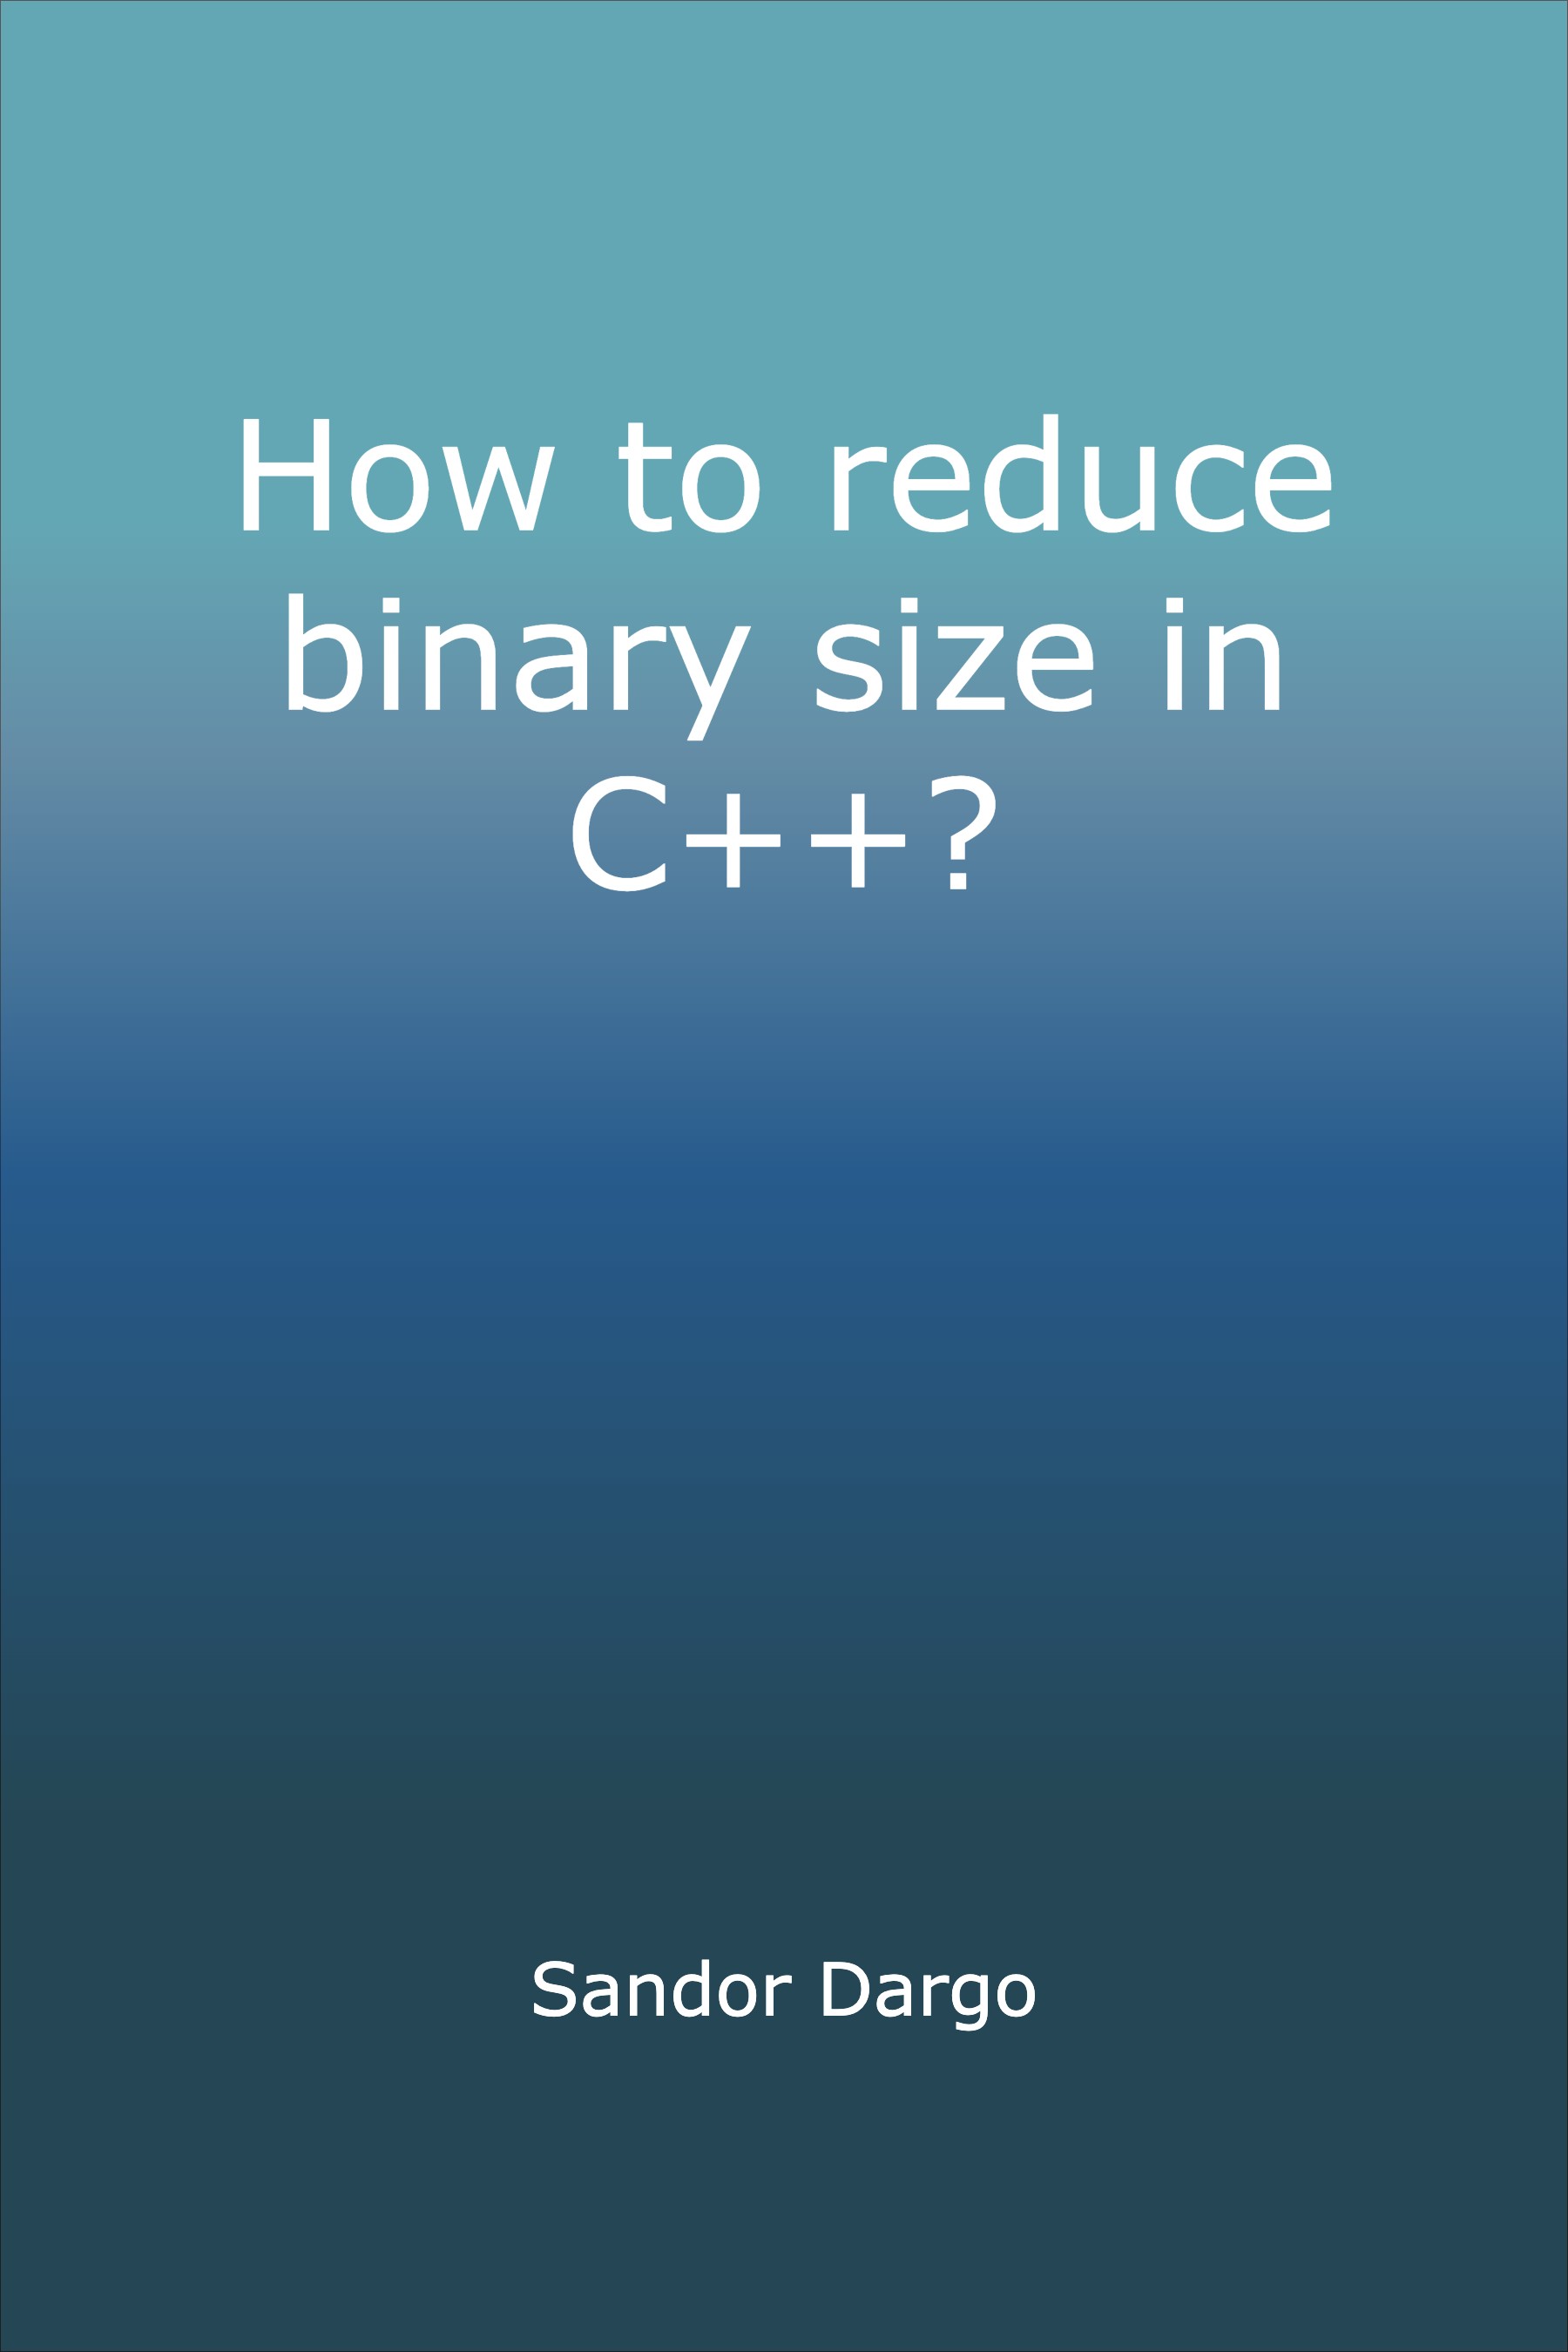 How to reduce
binary size in
C++?
Sandor Dargo